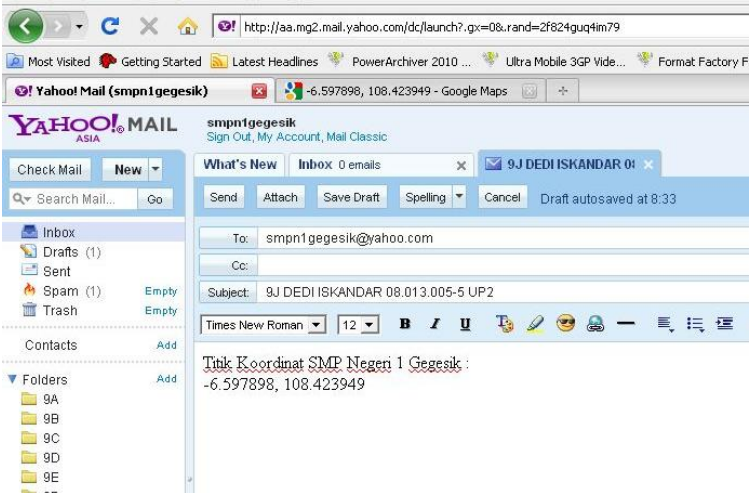 http://aa.mg2.mail.yahoo.com/dc/launch?.gx=0&.rand=2f824guq4im79
Most Visited Getting Started Latest Headlines PowerArchiver 2010 ... Ultra Mobile 3GP Vide... Format Factory F
Yahoo! Mail (smpn1gegesik) -6.597898, 108.423949 - Google Maps
YAHOO! MAIL
ASIA
smpn1gegesik
Sign Out, My Account, Mail Classic
Check Mail New
What's New Inbox 0 emails 9J DEDI ISKANDAR 08
Search Mail... Go
Send Attach Save Draft Spelling Cancel Draft autosaved at 8:33
Inbox
Drafts (1)
Sent
Spam (1) Empty
Trash Empty
Contacts Add
Folders Add
9A
9B
9C
9D
9E
To: smpn1gegesik@yahoo.com
Cc:
Subject: 9J DEDI ISKANDAR 08.013.005-5 UP2
Times New Roman 12 B I U
Titik Koordinat SMP Negeri 1 Gegesik :
-6.597898, 108.423949